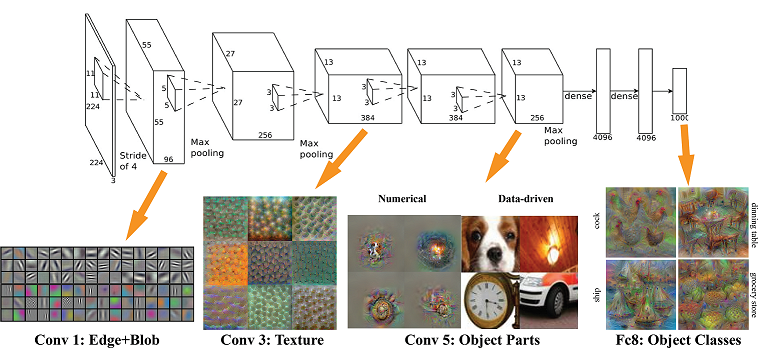 55
27
13
13
13
11
5
3
3
3
dense
dense
11
5
27
3
13
3
13
3
13
224
55
384
384
256
1000
Max
pooling
256
Max
pooling
4096
4096
224
Stride
of 4
96
Max
pooling
3
Numerical
Data-driven
cock
dinning table
ship
grocery store
Conv 1: Edge+Blob
Conv 3: Texture
Conv 5: Object Parts
Fc8: Object Classes